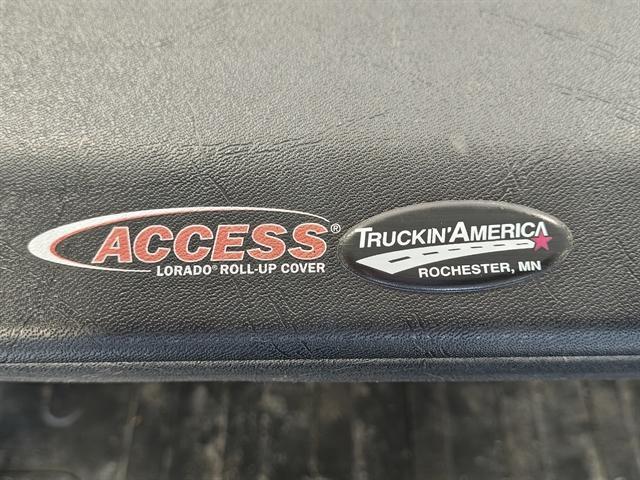 ACCESS®
LORADO® ROLL-UP COVER
TRUCKIN'AMERICA
ROCHESTER, MN